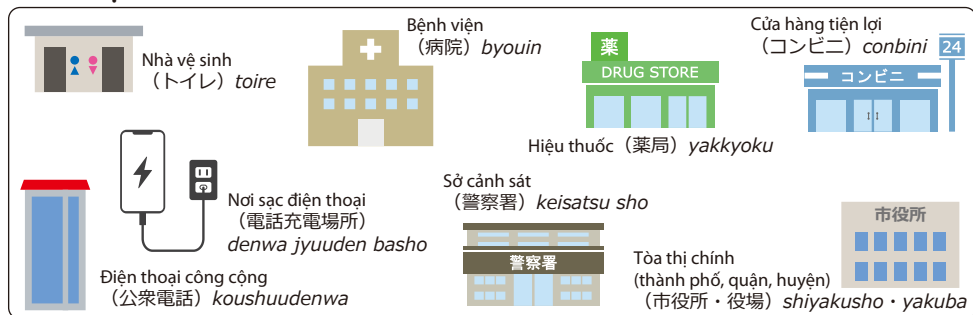 Nhà vệ sinh
（トイレ）toire
Bệnh viện
（病院）byouin
薬
DRUG STORE
Hiệu thuốc（薬局）yakkyoku
Cửa hàng tiện lợi
（コンビニ）conbini
24
コンビニ
Nơi sạc điện thoại
（電話充電場所）
denwa jyuuden basho
Điện thoại công cộng
（公衆電話）koushuudenwa
Sở cảnh sát
（警察署）keisatsu sho
警察署
Tòa thị chính
(thành phố, quận, huyện)
（市役所・役場）shiyakusho・yakuba
市役所